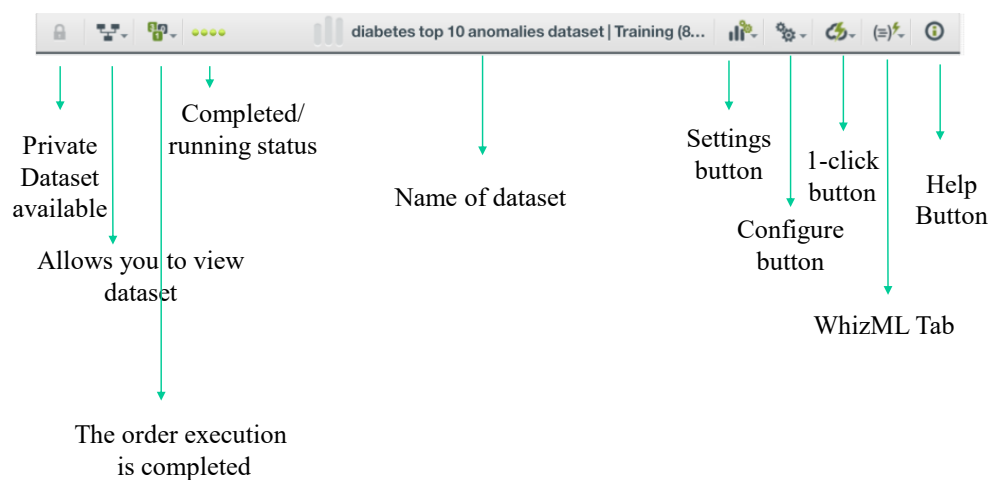 diabetes top 10 anomalies dataset | Training (8...
Completed/
running status
Private
Dataset
available
Settings
button
1-click
button
Name of dataset
Help
Button
Configure
button
Allows you to view
dataset
WhizML Tab
The order execution
is completed